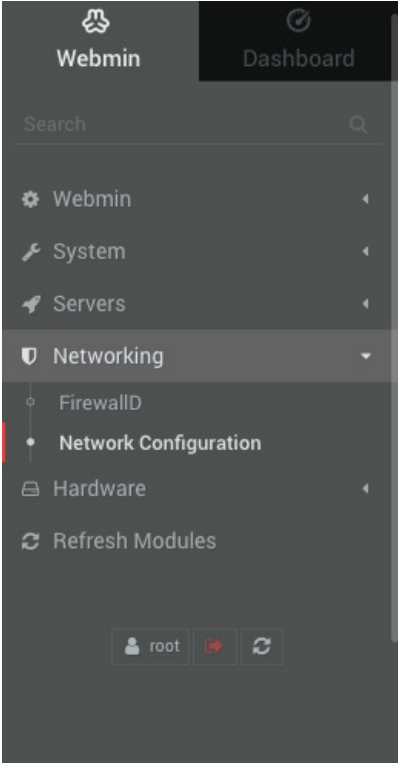 Webmin
Dashboard
Search
Webmin
System
Servers
Networking
FirewallD
Network Configuration
Hardware
Refresh Modules
root